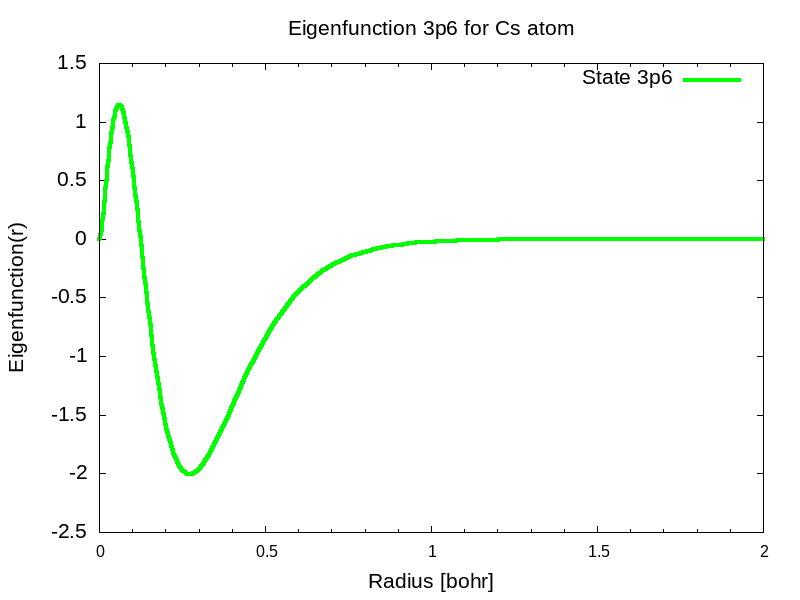 Eigenfunction 3p6 for Cs atom
State 3p6
1.5
1
0.5
0
-0.5
-1
-1.5
-2
-2.5
Eigenfunction(r)
0 0.5 1 1.5 2
Radius [bohr]